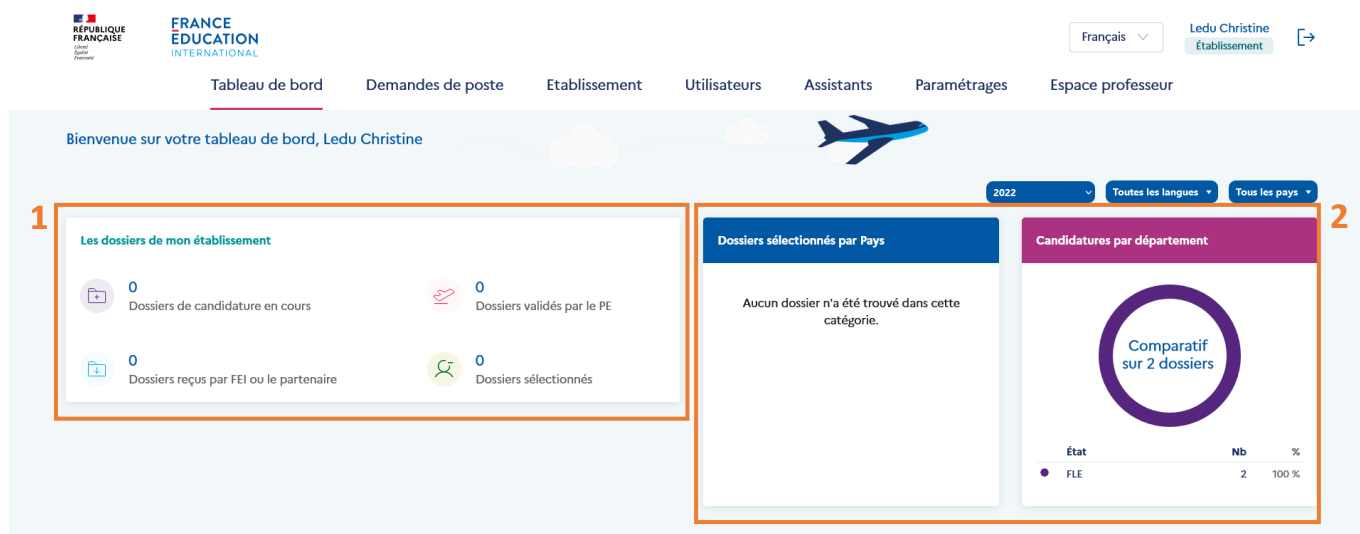 RÉPUBLIQUE
FRANÇAISE
Liberté
Égalité
Fraternité
FRANCE
ÉDUCATION
INTERNATIONAL
Français
Ledu Christine
Établissement
Tableau de bord Demandes de poste Etablissement Utilisateurs Assistants Paramétrages Espace professeur
Bienvenue sur votre tableau de bord, Ledu Christine
2022 Toutes les langues Tous les pays
1
Les dossiers de mon établissement
0
Dossiers de candidature en cours
0
Dossiers validés par le PE
0
Dossiers reçus par FEI ou le partenaire
0
Dossiers sélectionnés
2
Dossiers sélectionnés par Pays
Aucun dossier n'a été trouvé dans cette
catégorie.
Candidatures par département
Comparatif
sur 2 dossiers
État Nb %
FLE 2 100 %